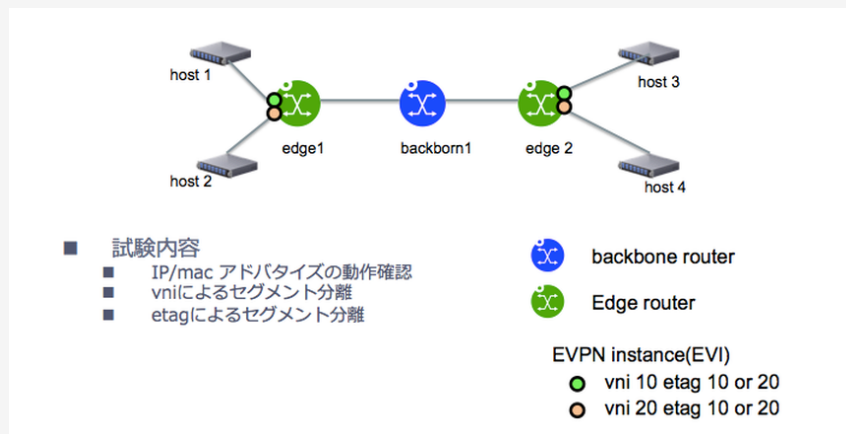 host 1
host 3
edge1
backborn1
edge 2
host 2
host 4
試験内容
IP/mac アドバタイズの動作確認
vniによるセグメント分離
etagによるセグメント分離
backbone router
Edge router
EVPN instance(EVI)
vni 10 etag 10 or 20
vni 20 etag 10 or 20